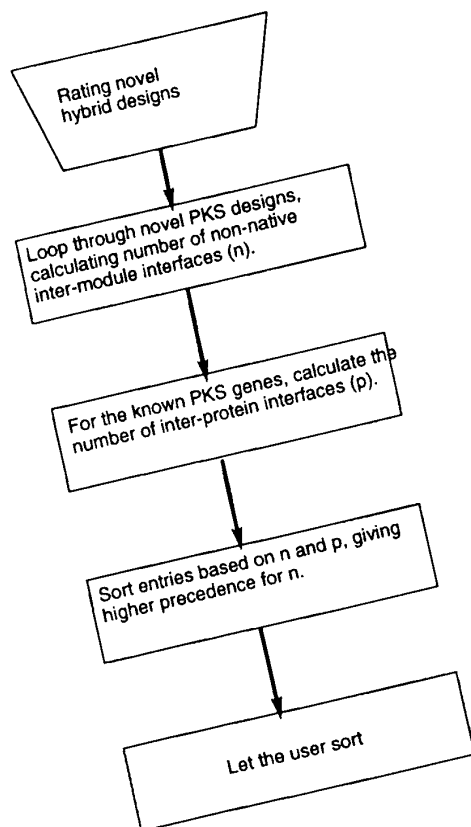 Rating novel
hybrid designs
Loop through novel PKS designs,
calculating number of non-native
inter-module interfaces (n).
For the known PKS genes, calculate the
number of inter-protein interfaces (p).
Sort entries based on n and p, giving
higher precedence for n.
Let the user sort